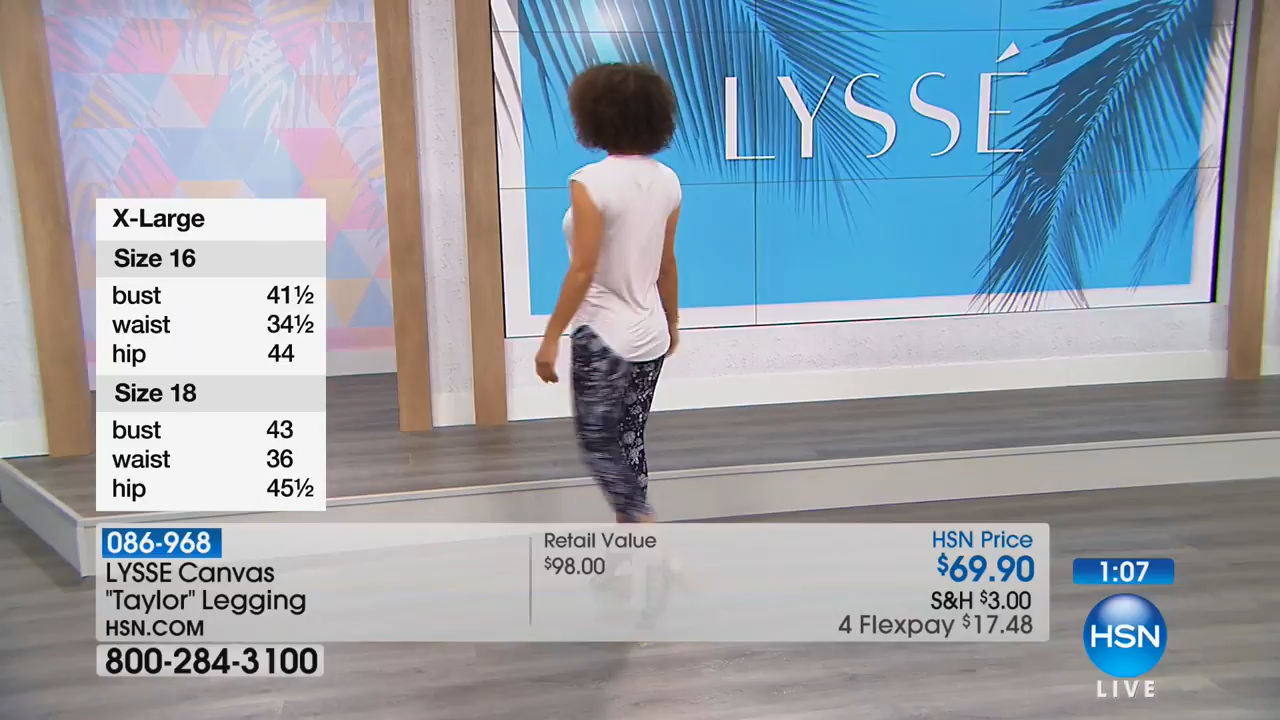 LYSSÉ
X-Large
Size 16
bust 41½
waist 34½
hip 44
Size 18
bust 43
waist 36
hip 45½
086-968
LYSSE Canvas
"Taylor" Legging
HSN.COM
800-284-3100
Retail Value
$98.00
HSN Price
$69.90
S&H $3.00
4 Flexpay $17.48
1:07
HSN
LIVE